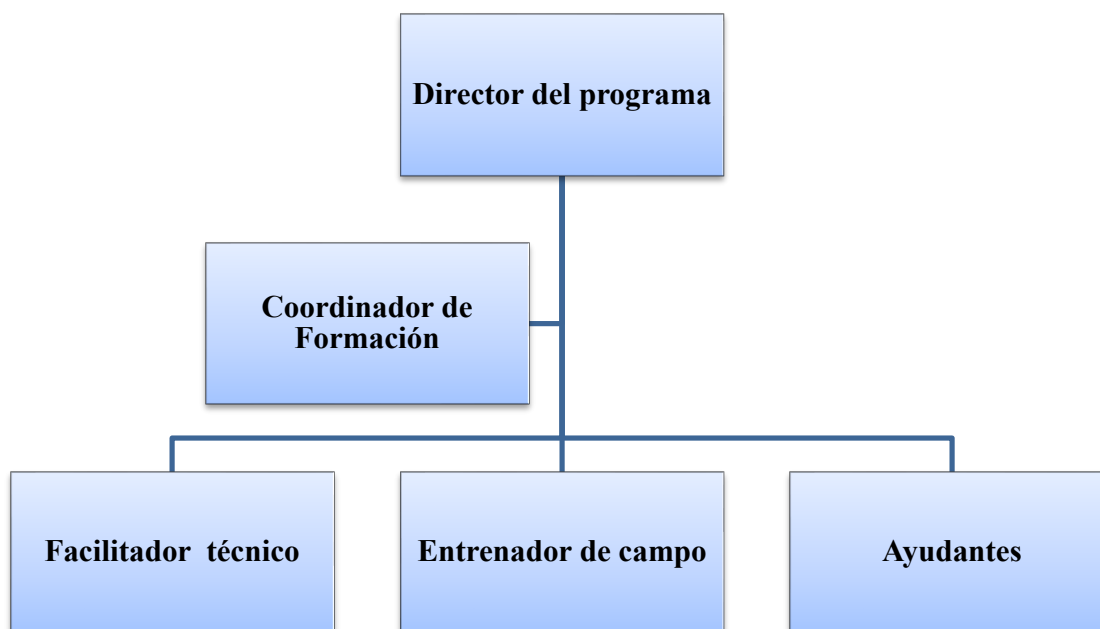 Director del programa
Coordinador de
Formación
Facilitador técnico
Entrenador de campo
Ayudantes